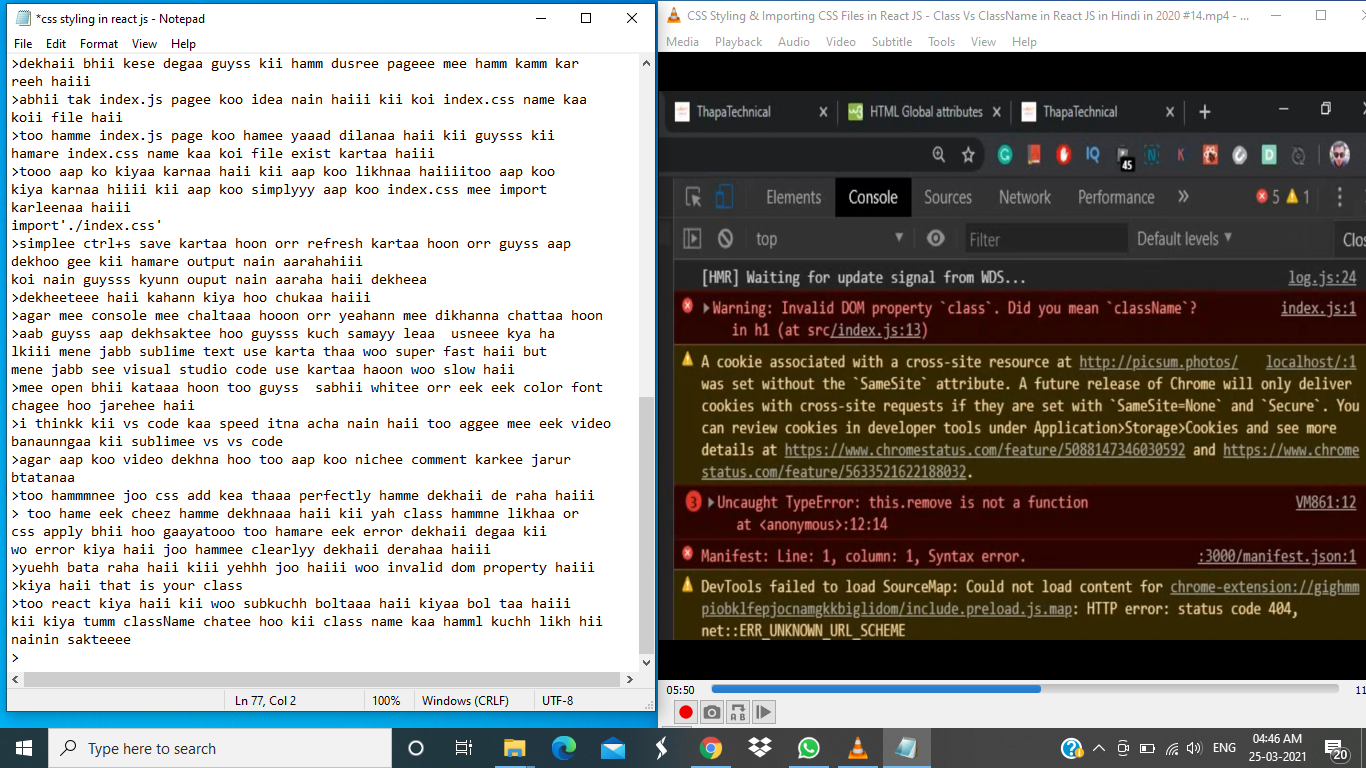 *css styling in react js - Notepad
File Edit Format View Help
>dekhaii bhii kese degaa guyss kii hamm dusree pageee mee hamm kamm kar
reeh haiii
>abhii tak index.js pagee koo idea nain haiii kii koi index.css name kaa
koii file haii
>too hamme index.js page koo hamee yaaad dilanaa haii kii guysss kii
hamare index.css name kaa koi file exist kartaa haiii
>tooo aap ko kiyaa karnaa haii kii aap koo likhnaa haiiiitoo aap koo
kiya karnaa hiiii kii aap koo simplyyy aap koo index.css mee import
karleenaa haiii
import'./index.css'
>simplee ctrl+s save kartaa hoon orr refresh kartaa hoon orr guyss aap
dekhoo gee kii hamare output nain aarahahiii
koi nain guysss kyunn ouput nain aaraha haii dekheea
>dekheeteee haii kahann kiya hoo chukaa haiii
>agar mee console mee chaltaaa hooon orr yeahann mee dikhanna chattaa hoon
>aab guyss aap dekhsaktee hoo guysss kuch samayy leaa  usneee kya ha
lkiii mene jabb sublime text use karta thaa woo super fast haii but
mene jabb see visual studio code use kartaa haoon woo slow haii
>mee open bhii kataaa hoon too guyss  sabhii whitee orr eek eek color font
chagee hoo jarehee haii
>i thinkk kii vs code kaa speed itna acha nain haii too aggee mee eek video
banaunngaa kii sublimee vs vs code
>agar aap koo video dekhna hoo too aap koo nichee comment karkee jarur
btatanaa
>too hammmnee joo css add kea thaaa perfectly hamme dekhaii de raha haiii
> too hame eek cheez hamme dekhnaaa haii kii yah class hammne likhaa or
css apply bhii hoo gaayatooo too hamare eek error dekhaii degaa kii
wo error kiya haii joo hammee clearlyy dekhaii derahaa haiii
>yuehh bata raha haii kiii yehhh joo haiii woo invalid dom property haiii
>kiya haii that is your class
>too react kiya haii kii woo subkuchh boltaaa haii kiyaa bol taa haiii
kii kiya tumm className chatee hoo kii class name kaa hamml kuchh likh hii
nainin sakteeee
>
Ln 77, Col 2 100% Windows (CRLF) UTF-8
CSS Styling & Importing CSS Files in React JS - Class Vs ClassName in React JS in Hindi in 2020 #14.mp4 - ...
Media Playback Audio Video Subtitle Tools View Help
ThapaTechnical HTML Global attributes ThapaTechnical
IQ 45 N K D
Elements Console Sources Network Performance » 5 1
top Filter Default levels Clos
[HMR] Waiting for update signal from WDS... log.js:24
Warning: Invalid DOM property `class`. Did you mean `className`? index.js:1
in h1 (at src/index.js:13)
A cookie associated with a cross-site resource at http://picsum.photos/ localhost/:1
was set without the `SameSite` attribute. A future release of Chrome will only deliver
cookies with cross-site requests if they are set with `SameSite=None` and `Secure`. You
can review cookies in developer tools under Application>Storage>Cookies and see more
details at https://www.chromestatus.com/feature/5088147346030592 and https://www.chrome
status.com/feature/5633521622188032.
3 Uncaught TypeError: this.remove is not a function VM861:12
at <anonymous>:12:14
Manifest: Line: 1, column: 1, Syntax error. :3000/manifest.json:1
DevTools failed to load SourceMap: Could not load content for chrome-extension://gighmm
piobklfepjocnamgkkbiglidom/include.preload.js.map: HTTP error: status code 404,
net::ERR_UNKNOWN_URL_SCHEME
05:50 11
A B
Type here to search
ENG 04:46 AM
25-03-2021
20